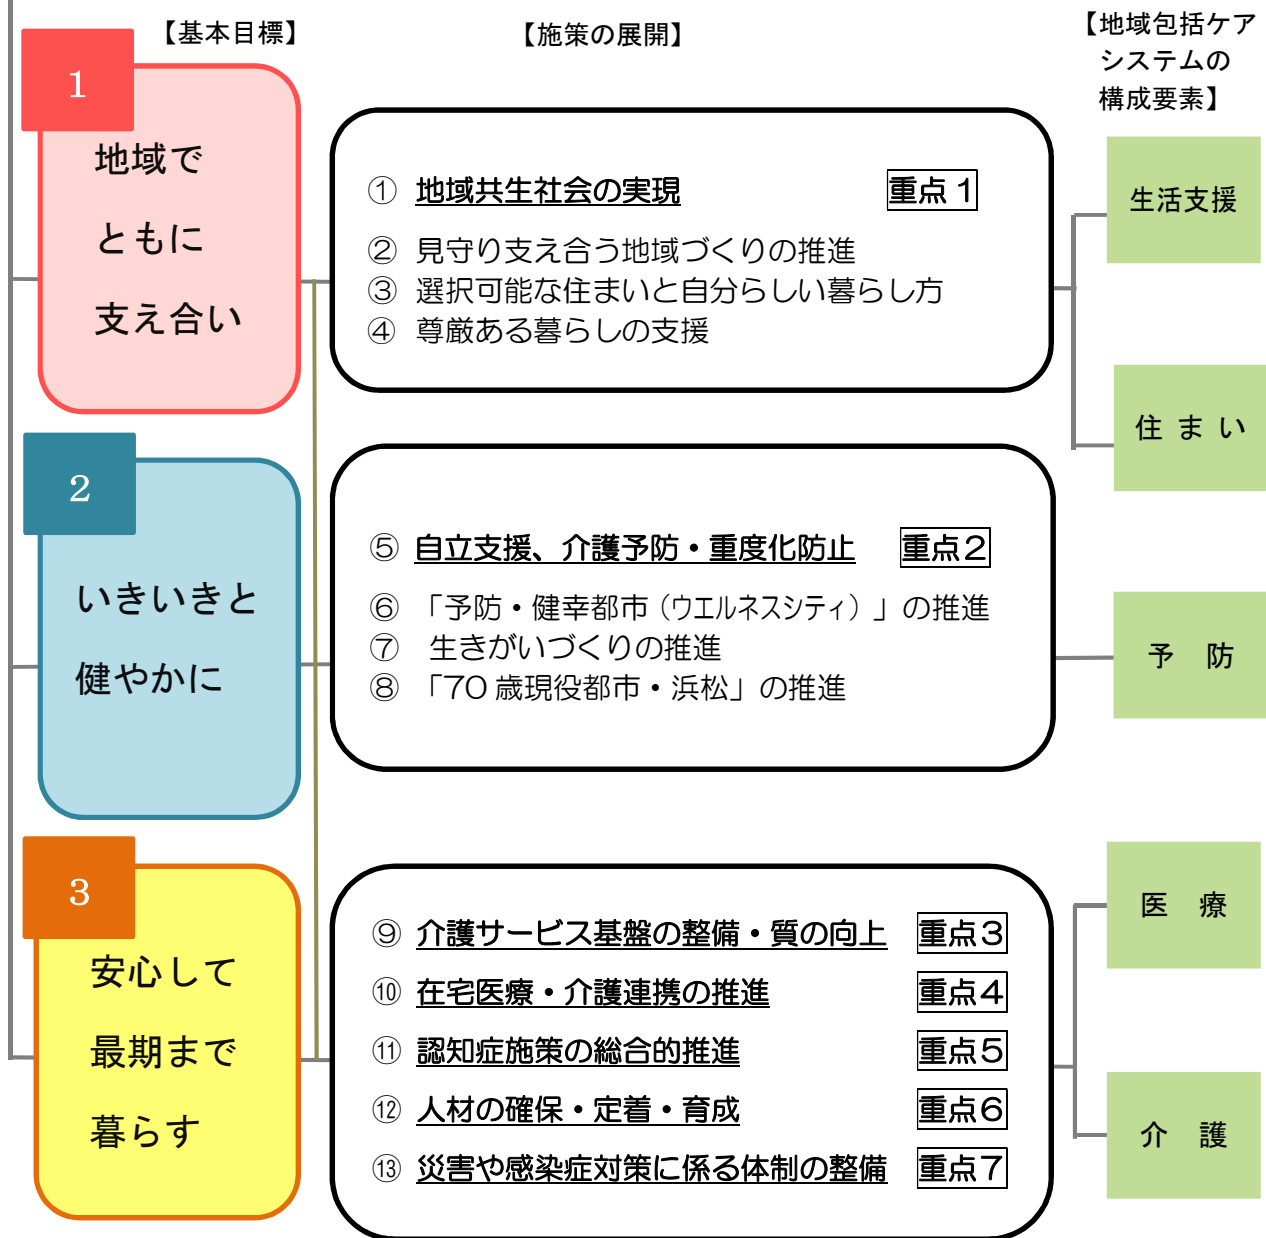 【基本目標】
【施策の展開】
【地域包括ケア
システムの
構成要素】
1
地域で
ともに
支え合い
① 地域共生社会の実現 重点1
② 見守り支え合う地域づくりの推進
③ 選択可能な住まいと自分らしい暮らし方
④ 尊厳ある暮らしの支援
生活支援
住まい
2
いきいきと
健やかに
⑤ 自立支援、介護予防・重度化防止 重点2
⑥ 「予防・健幸都市（ウエルネスシティ）」の推進
⑦ 生きがいづくりの推進
⑧ 「70歳現役都市・浜松」の推進
予 防
3
安心して
最期まで
暮らす
⑨ 介護サービス基盤の整備・質の向上 重点3
⑩ 在宅医療・介護連携の推進 重点4
⑪ 認知症施策の総合的推進 重点5
⑫ 人材の確保・定着・育成 重点6
⑬ 災害や感染症対策に係る体制の整備 重点7
医 療
介 護